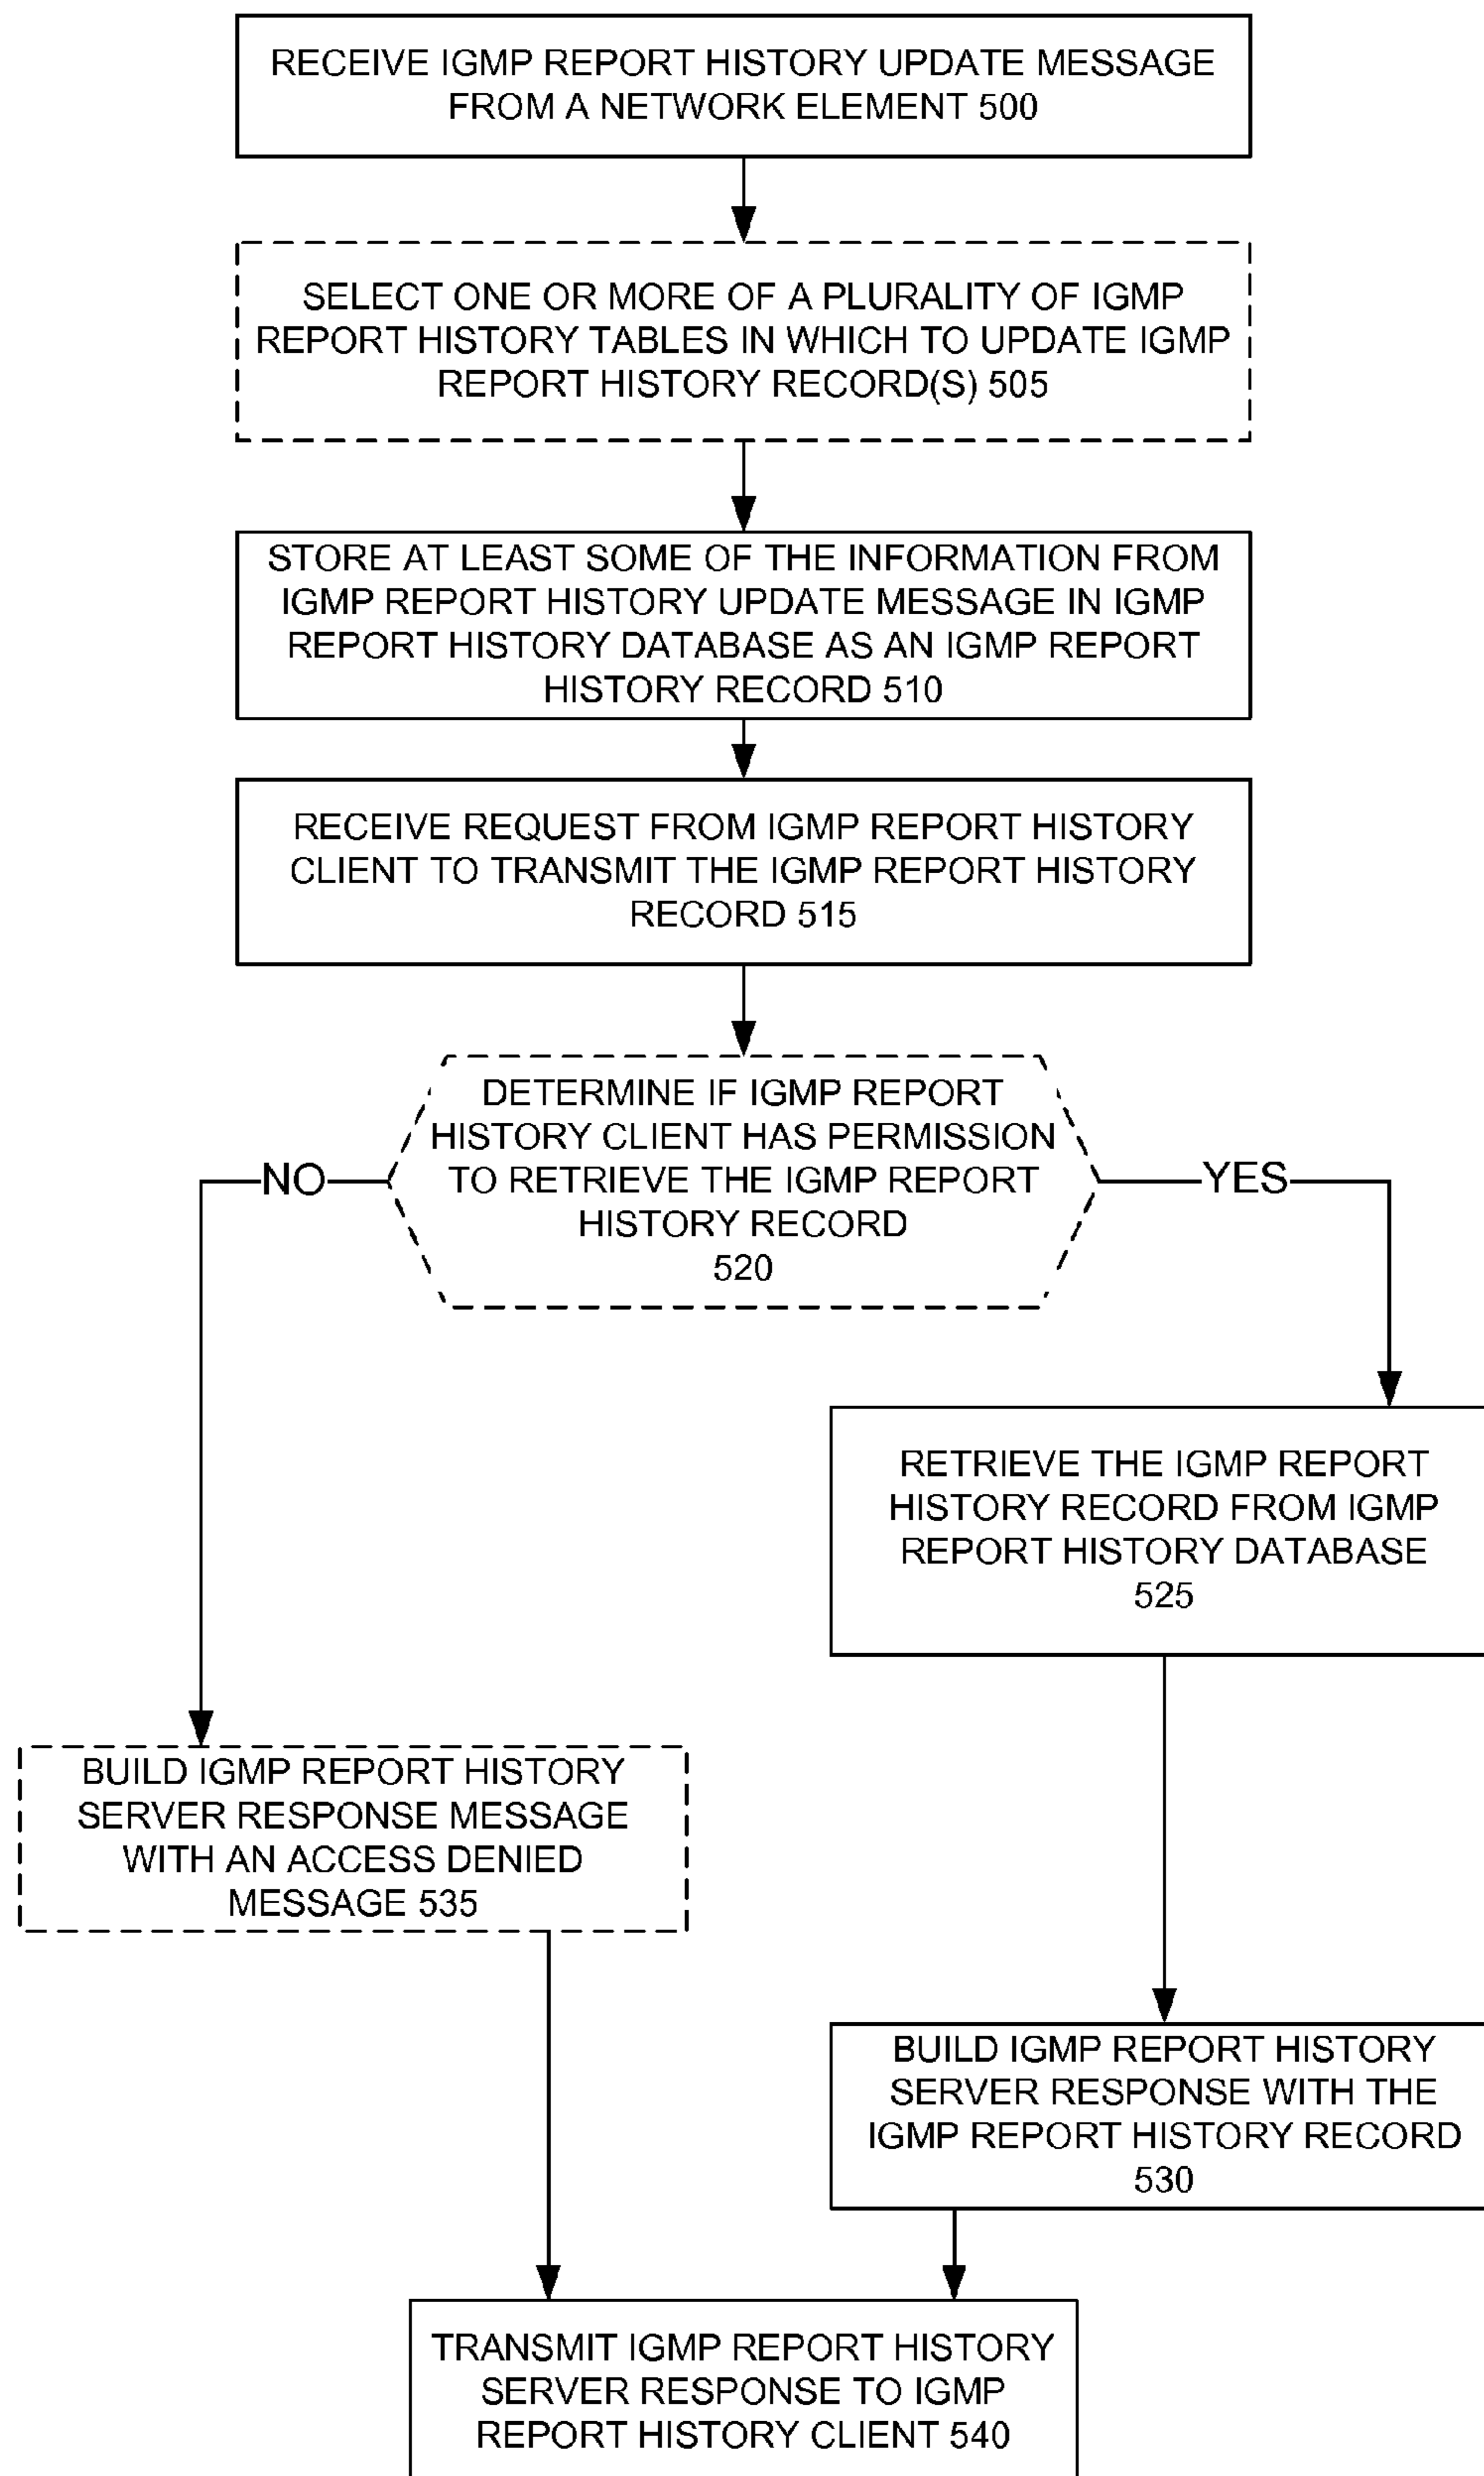 RECEIVE IGMP REPORT HISTORY UPDATE MESSAGE
FROM A NETWORK ELEMENT 500
SELECT ONE OR MORE OF A PLURALITY OF IGMP
REPORT HISTORY TABLES IN WHICH TO UPDATE IGMP
REPORT HISTORY RECORD(S) 505
STORE AT LEAST SOME OF THE INFORMATION FROM
IGMP REPORT HISTORY UPDATE MESSAGE IN IGMP
REPORT HISTORY DATABASE AS AN IGMP REPORT
HISTORY RECORD 510
RECEIVE REQUEST FROM IGMP REPORT HISTORY
CLIENT TO TRANSMIT THE IGMP REPORT HISTORY
RECORD 515
DETERMINE IF IGMP REPORT
HISTORY CLIENT HAS PERMISSION
TO RETRIEVE THE IGMP REPORT
HISTORY RECORD
520
NO
YES
RETRIEVE THE IGMP REPORT
HISTORY RECORD FROM IGMP
REPORT HISTORY DATABASE
525
BUILD IGMP REPORT HISTORY
SERVER RESPONSE MESSAGE
WITH AN ACCESS DENIED
MESSAGE 535
BUILD IGMP REPORT HISTORY
SERVER RESPONSE WITH THE
IGMP REPORT HISTORY RECORD
530
TRANSMIT IGMP REPORT HISTORY
SERVER RESPONSE TO IGMP
REPORT HISTORY CLIENT 540